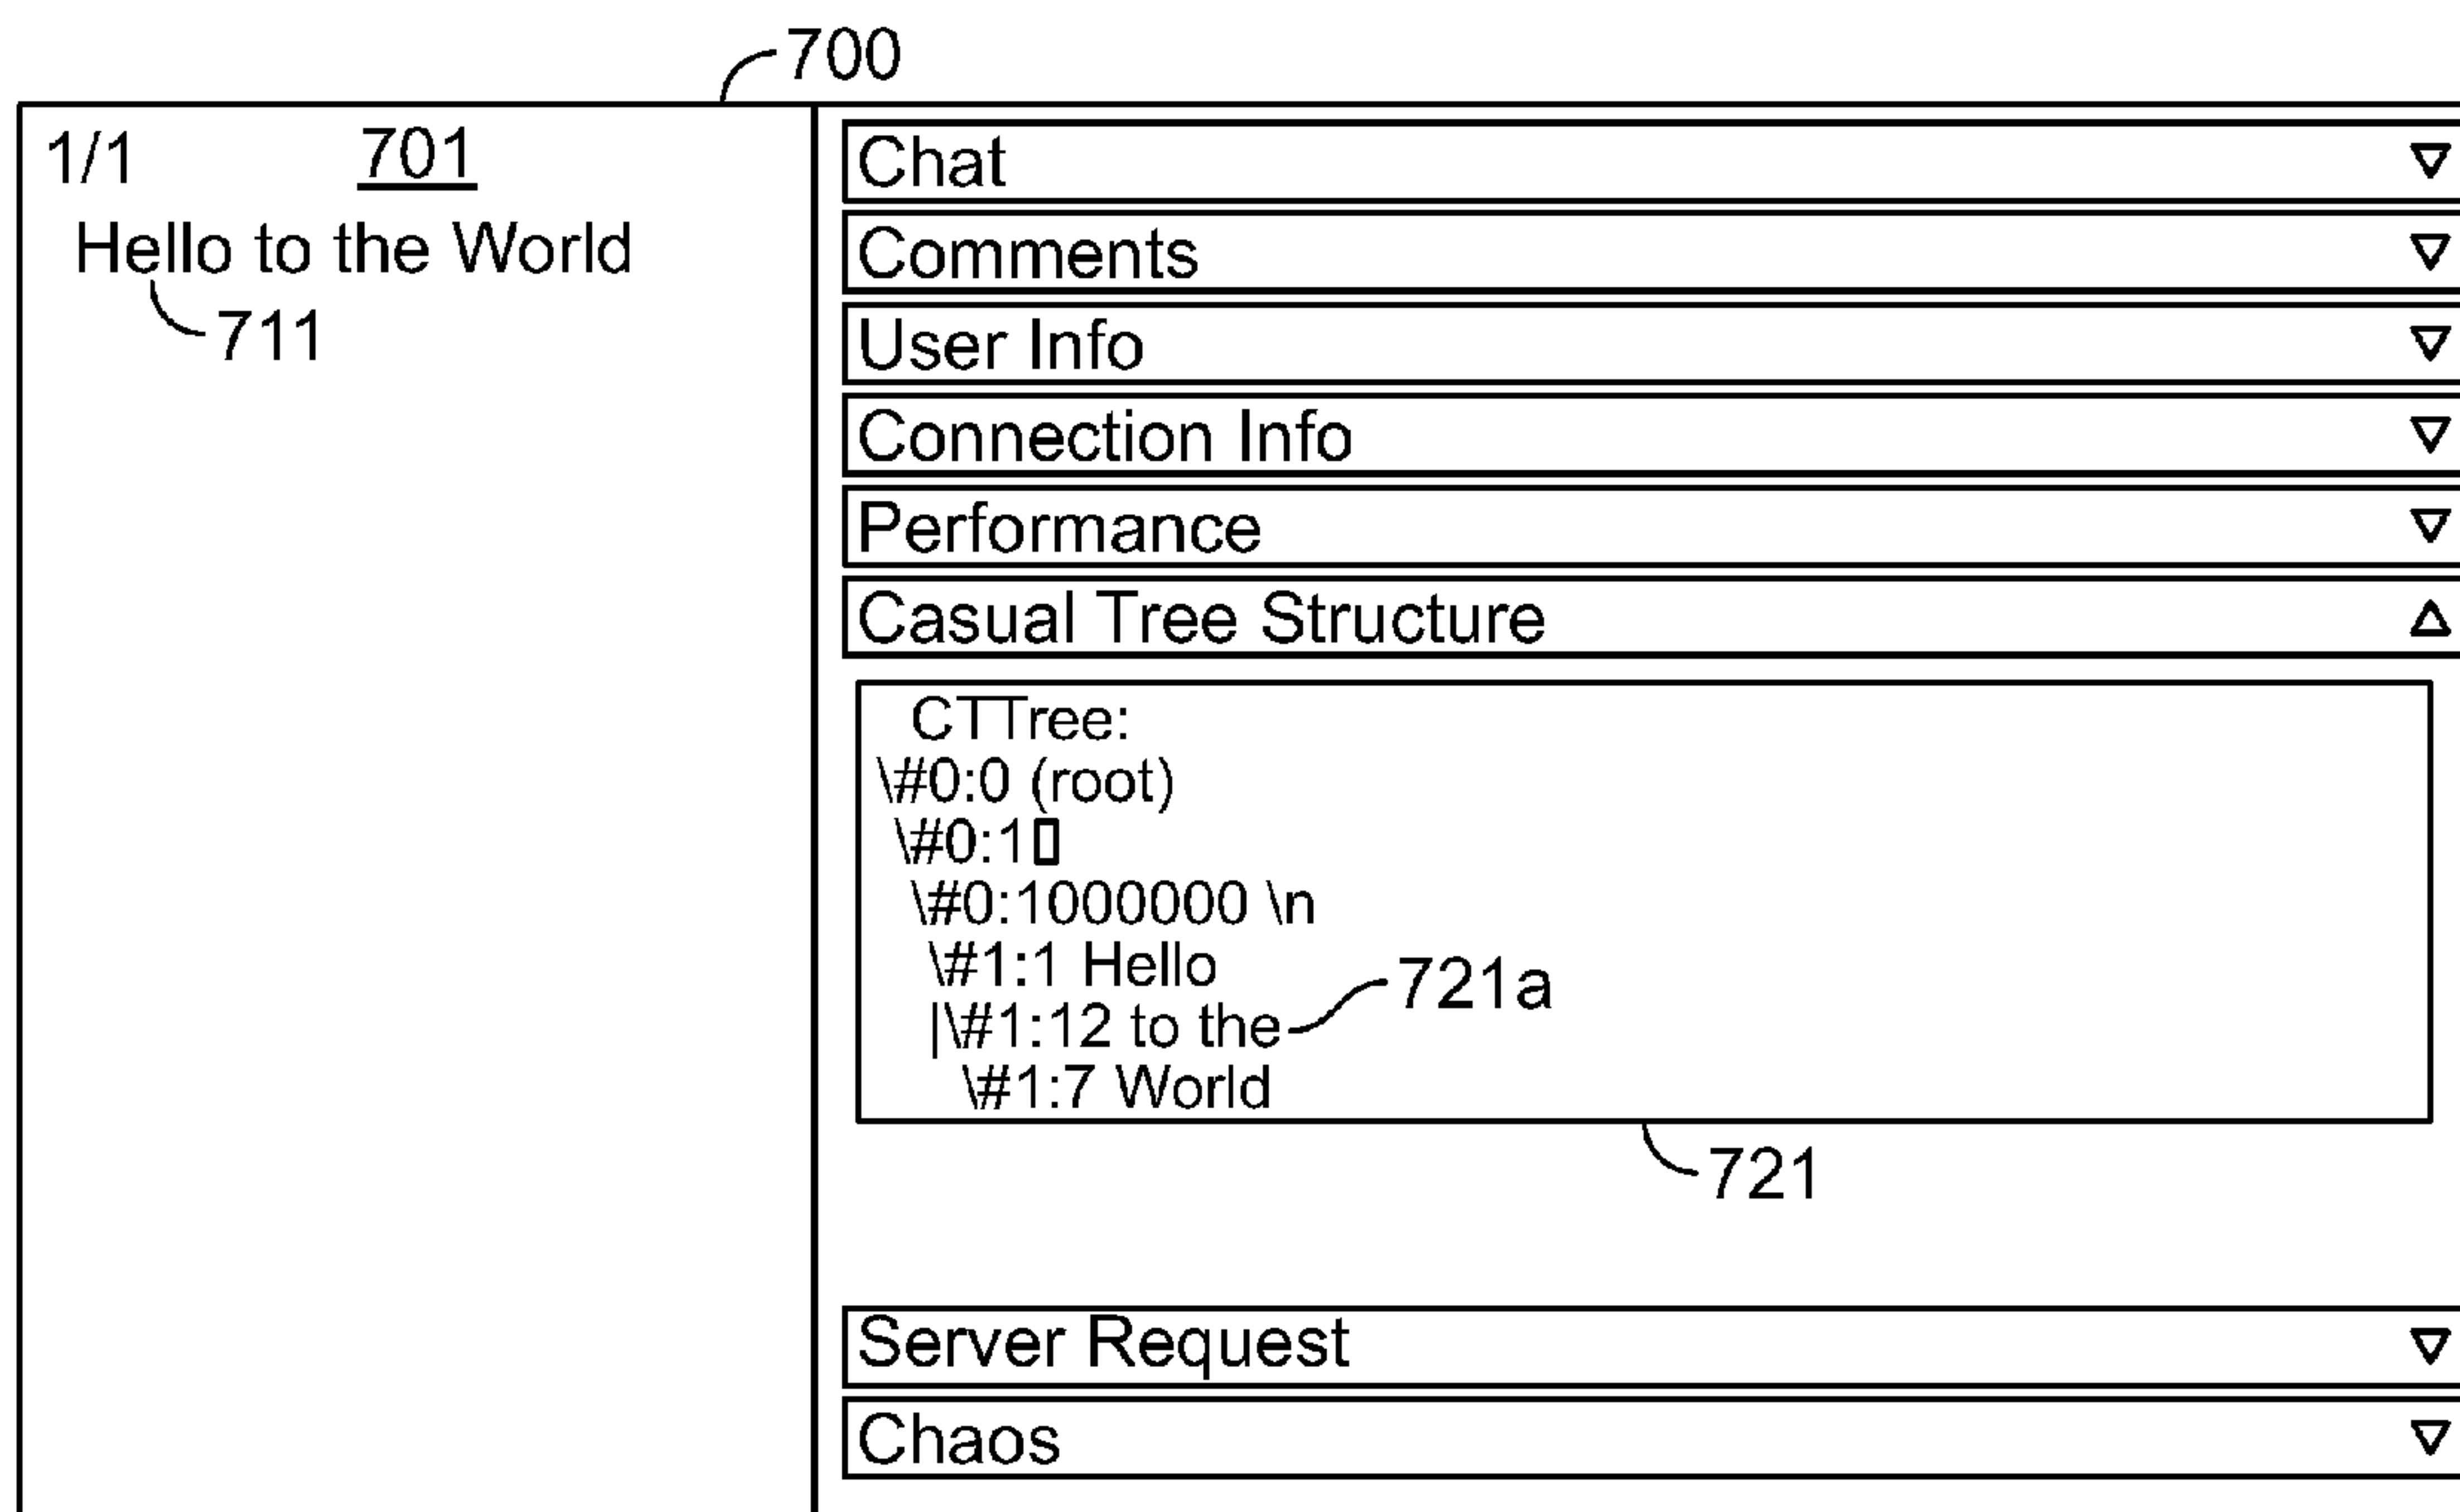 700
1/1 701
Hello to the World
711
Chat
Comments
User Info
Connection Info
Performance
Casual Tree Structure
CTTree:
\#0:0 (root)
\#0:1▯
\#0:1000000 \n
\#1:1 Hello
|\#1:12 to the
721a
\#1:7 World
721
Server Request
Chaos